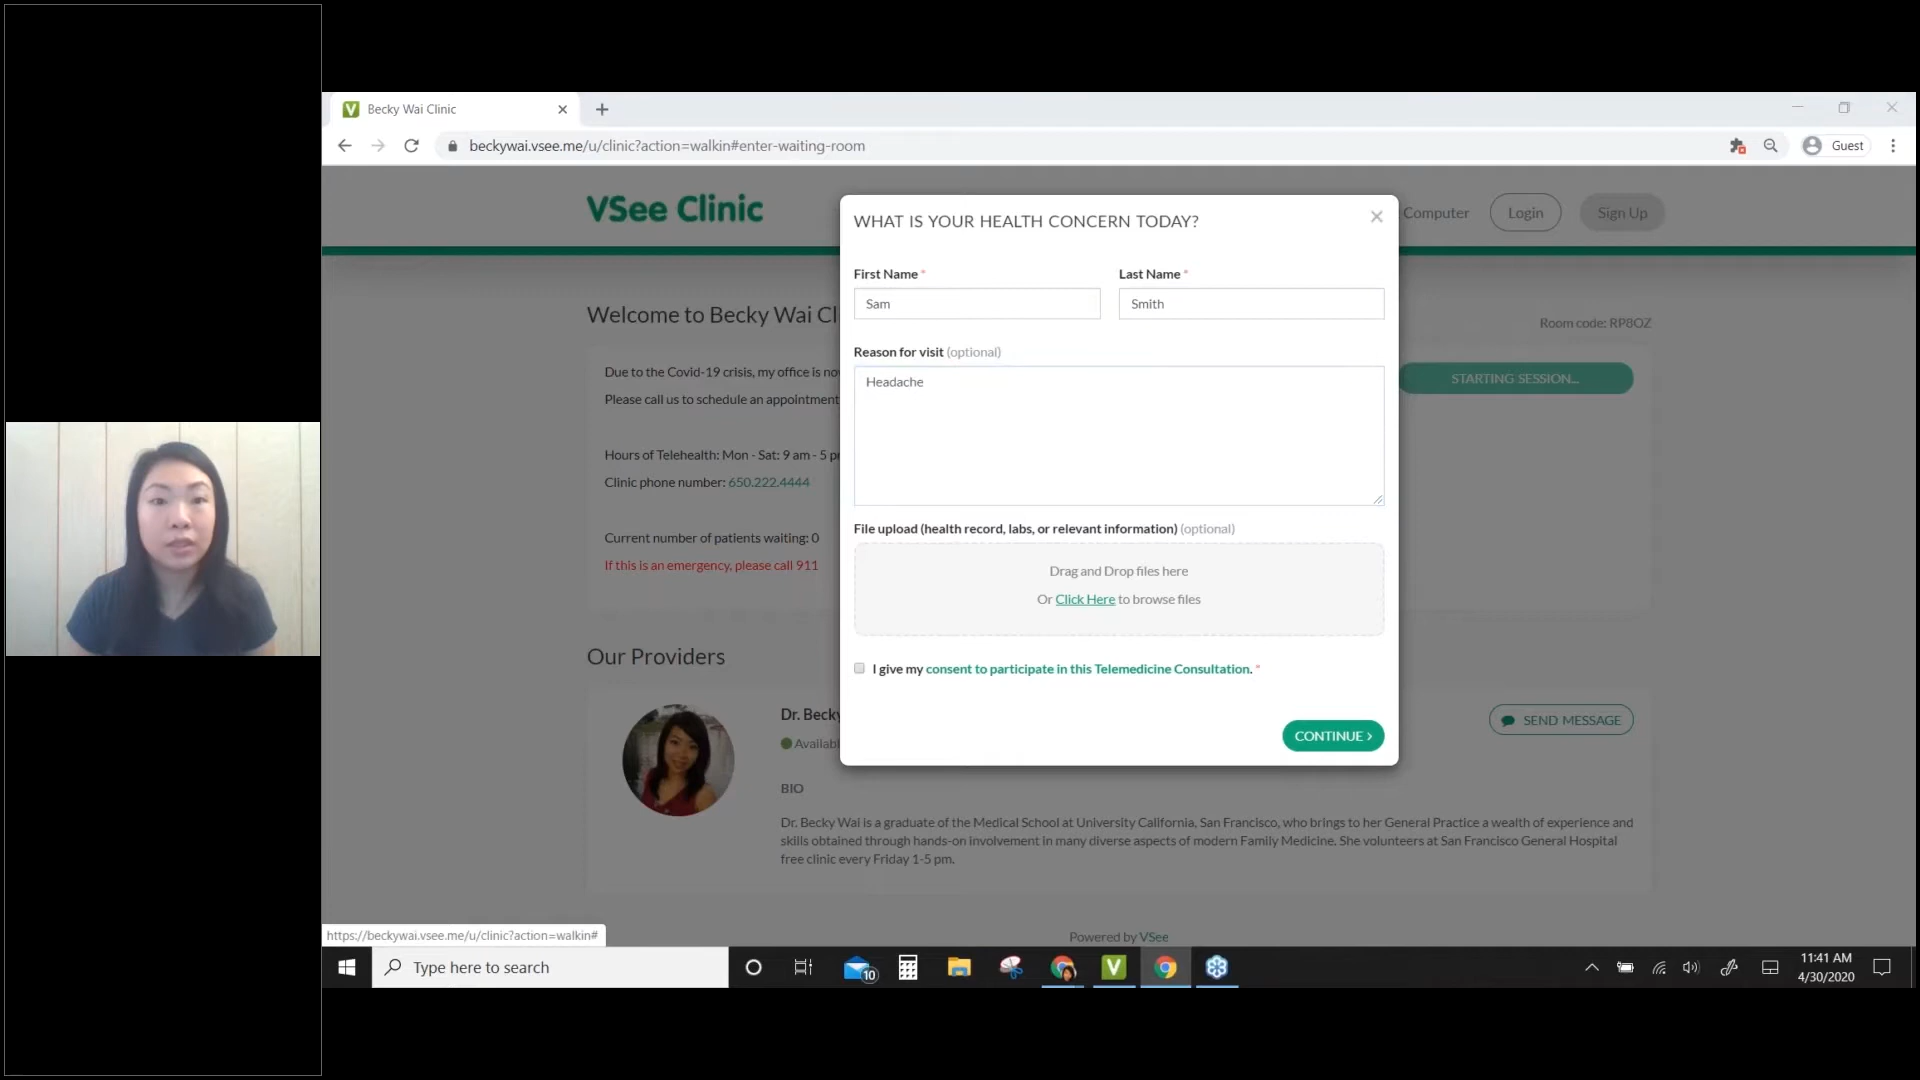 Becky Wai Clinic
beckywai.vsee.me/u/clinic?action=walkin#enter-waiting-room
Guest
VSee Clinic
Computer
Login
Sign Up
WHAT IS YOUR HEALTH CONCERN TODAY?
First Name *
Last Name *
Sam
Smith
Reason for visit (optional)
Headache
File upload (health record, labs, or relevant information) (optional)
Drag and Drop files here
Or Click Here to browse files
I give my consent to participate in this Telemedicine Consultation. *
CONTINUE ›
Welcome to Becky Wai Cl
Room code: RP8OZ
Due to the Covid-19 crisis, my office is no
Please call us to schedule an appointment
STARTING SESSION...
Hours of Telehealth: Mon - Sat: 9 am - 5 p
Clinic phone number: 650.222.4444
Current number of patients waiting: 0
If this is an emergency, please call 911
Our Providers
Dr. Becky
Availabl
SEND MESSAGE
BIO
Dr. Becky Wai is a graduate of the Medical School at University California, San Francisco, who brings to her General Practice a wealth of experience and
skills obtained through hands-on involvement in many diverse aspects of modern Family Medicine. She volunteers at San Francisco General Hospital
free clinic every Friday 1-5 pm.
Powered by VSee
https://beckywai.vsee.me/u/clinic?action=walkin#
Type here to search
10
11:41 AM
4/30/2020